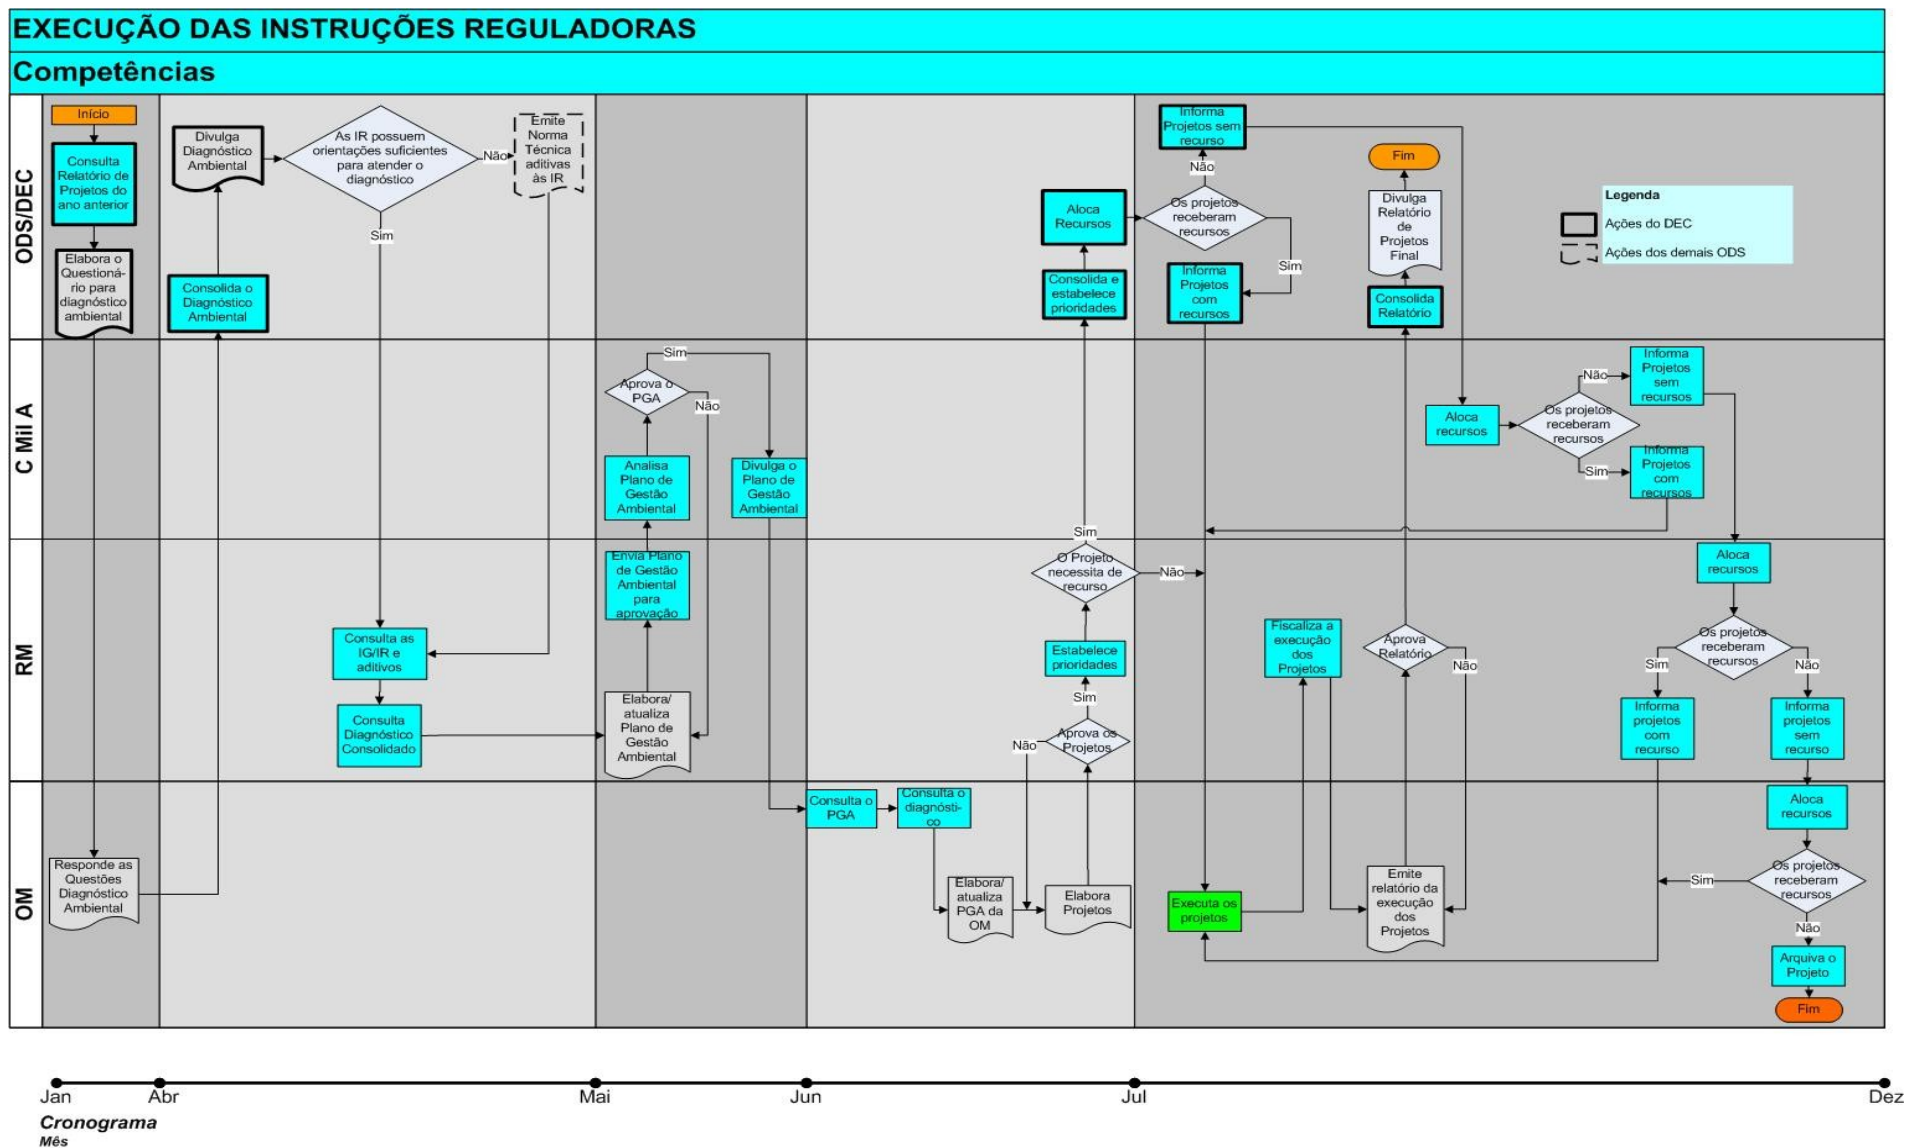 EXECUÇÃO DAS INSTRUÇÕES REGULADORAS
Competências
ODS/DEC
Início
Consulta
Relatório de
Projetos do
ano anterior
Elabora o
Questioná-
rio para
diagnóstico
ambiental
Divulga
Diagnóstico
Ambiental
Consolida o
Diagnóstico
Ambiental
As IR possuem
orientações suficientes
para atender o
diagnóstico
Não
Sim
Emite
Norma
Técnica
aditivas
às IR
Aloca
Recursos
Consolida e
estabelece
prioridades
Informa
Projetos sem
recurso
Não
Os projetos
receberam
recursos
Sim
Informa
Projetos
com
recursos
Fim
Divulga
Relatório
de
Projetos
Final
Consolida
Relatório
Legenda
Ações do DEC
Ações dos demais ODS
C Mil A
Sim
Aprova o
PGA
Não
Analisa
Plano de
Gestão
Ambiental
Divulga o
Plano de
Gestão
Ambiental
Aloca
recursos
Os projetos
receberam
recursos
Não
Informa
Projetos
sem
recursos
Sim
Informa
Projetos
com
recursos
RM
Consulta as
IG/IR e
aditivos
Consulta
Diagnóstico
Consolidado
Envia Plano
de Gestão
Ambiental
para
aprovação
Elabora/
atualiza
Plano de
Gestão
Ambiental
Sim
O Projeto
necessita de
recurso
Não
Estabelece
prioridades
Sim
Aprova os
Projetos
Não
Fiscaliza a
execução
dos
Projetos
Aprova
Relatório
Não
Aloca
recursos
Os projetos
receberam
recursos
Sim
Não
Informa
projetos
com
recurso
Informa
projetos
sem
recurso
OM
Responde as
Questões
Diagnóstico
Ambiental
Consulta o
PGA
Consulta o
diagnósti-
co
Elabora/
atualiza
PGA da
OM
Elabora
Projetos
Executa os
projetos
Emite
relatório da
execução
dos
Projetos
Aloca
recursos
Os projetos
receberam
recursos
Sim
Não
Arquiva o
Projeto
Fim
Jan
Abr
Mai
Jun
Jul
Dez
Cronograma
Mês